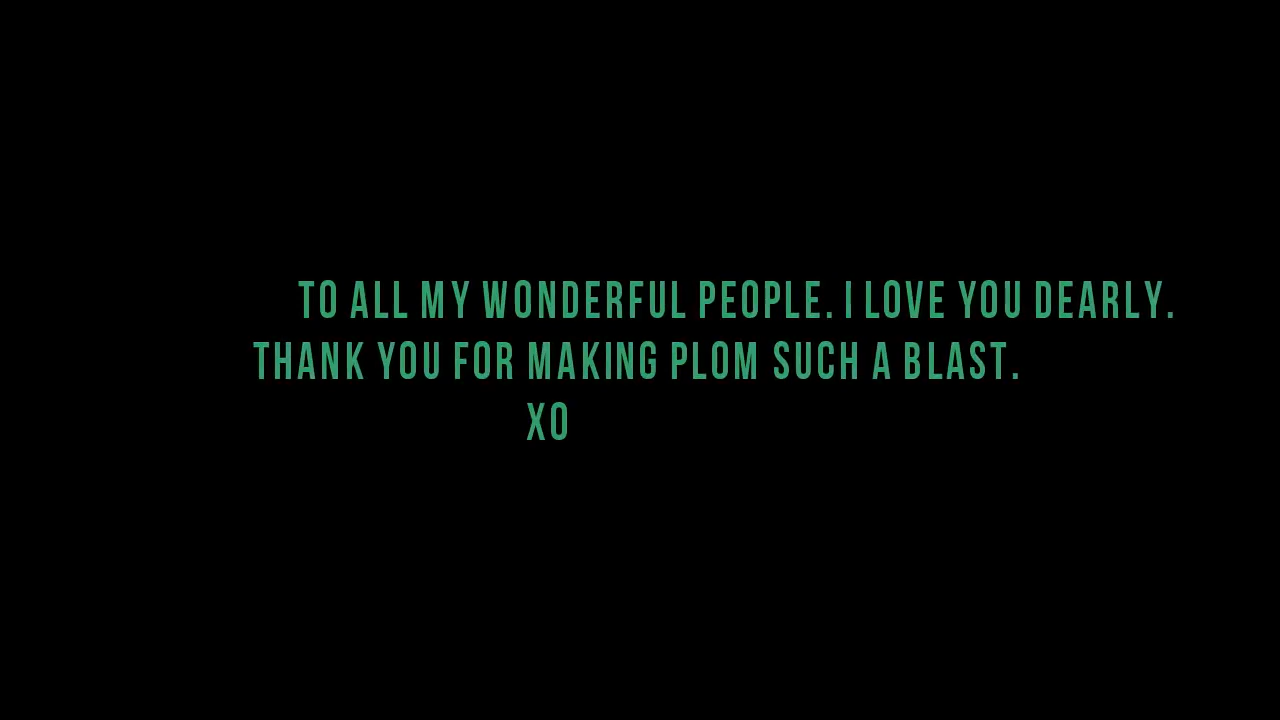 TO ALL MY WONDERFUL PEOPLE. I LOVE YOU DEARLY.
THANK YOU FOR MAKING PLOM SUCH A BLAST.
XO